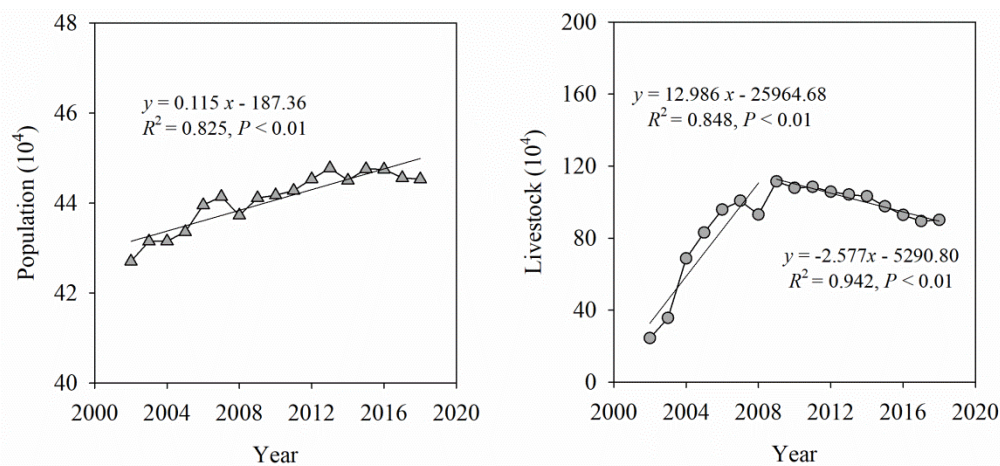 48
46
44
42
40
Population (10⁴)
y = 0.115 x - 187.36
R² = 0.825, P < 0.01
2000 2004 2008 2012 2016 2020
Year
200
160
120
80
40
0
Livestock (10⁴)
y = 12.986 x - 25964.68
R² = 0.848, P < 0.01
y = -2.577x - 5290.80
R² = 0.942, P < 0.01
2000 2004 2008 2012 2016 2020
Year